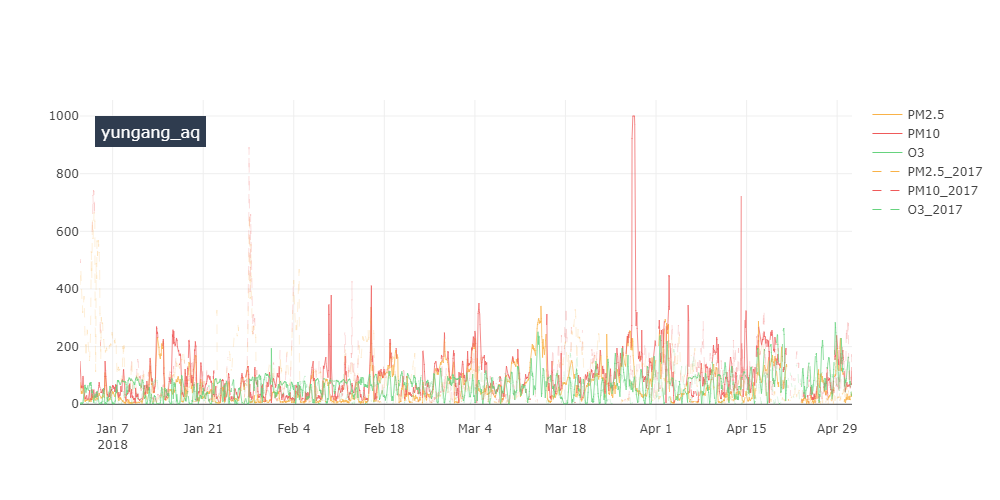 yungang_aq
1000
800
600
400
200
0
Jan 7
2018
Jan 21
Feb 4
Feb 18
Mar 4
Mar 18
Apr 1
Apr 15
Apr 29
PM2.5
PM10
O3
PM2.5_2017
PM10_2017
O3_2017